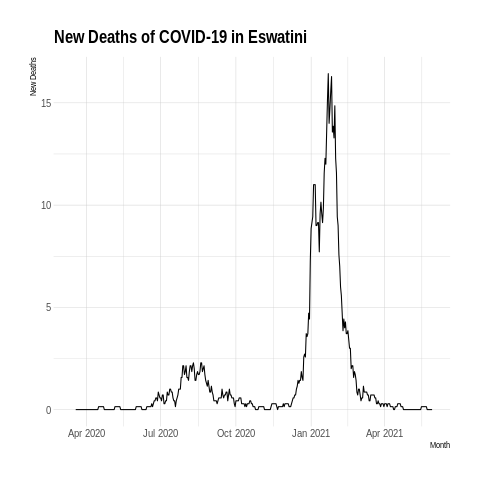 New Deaths of COVID-19 in Eswatini
New Deaths
15
10
5
0
Apr 2020 Jul 2020 Oct 2020 Jan 2021 Apr 2021
Month